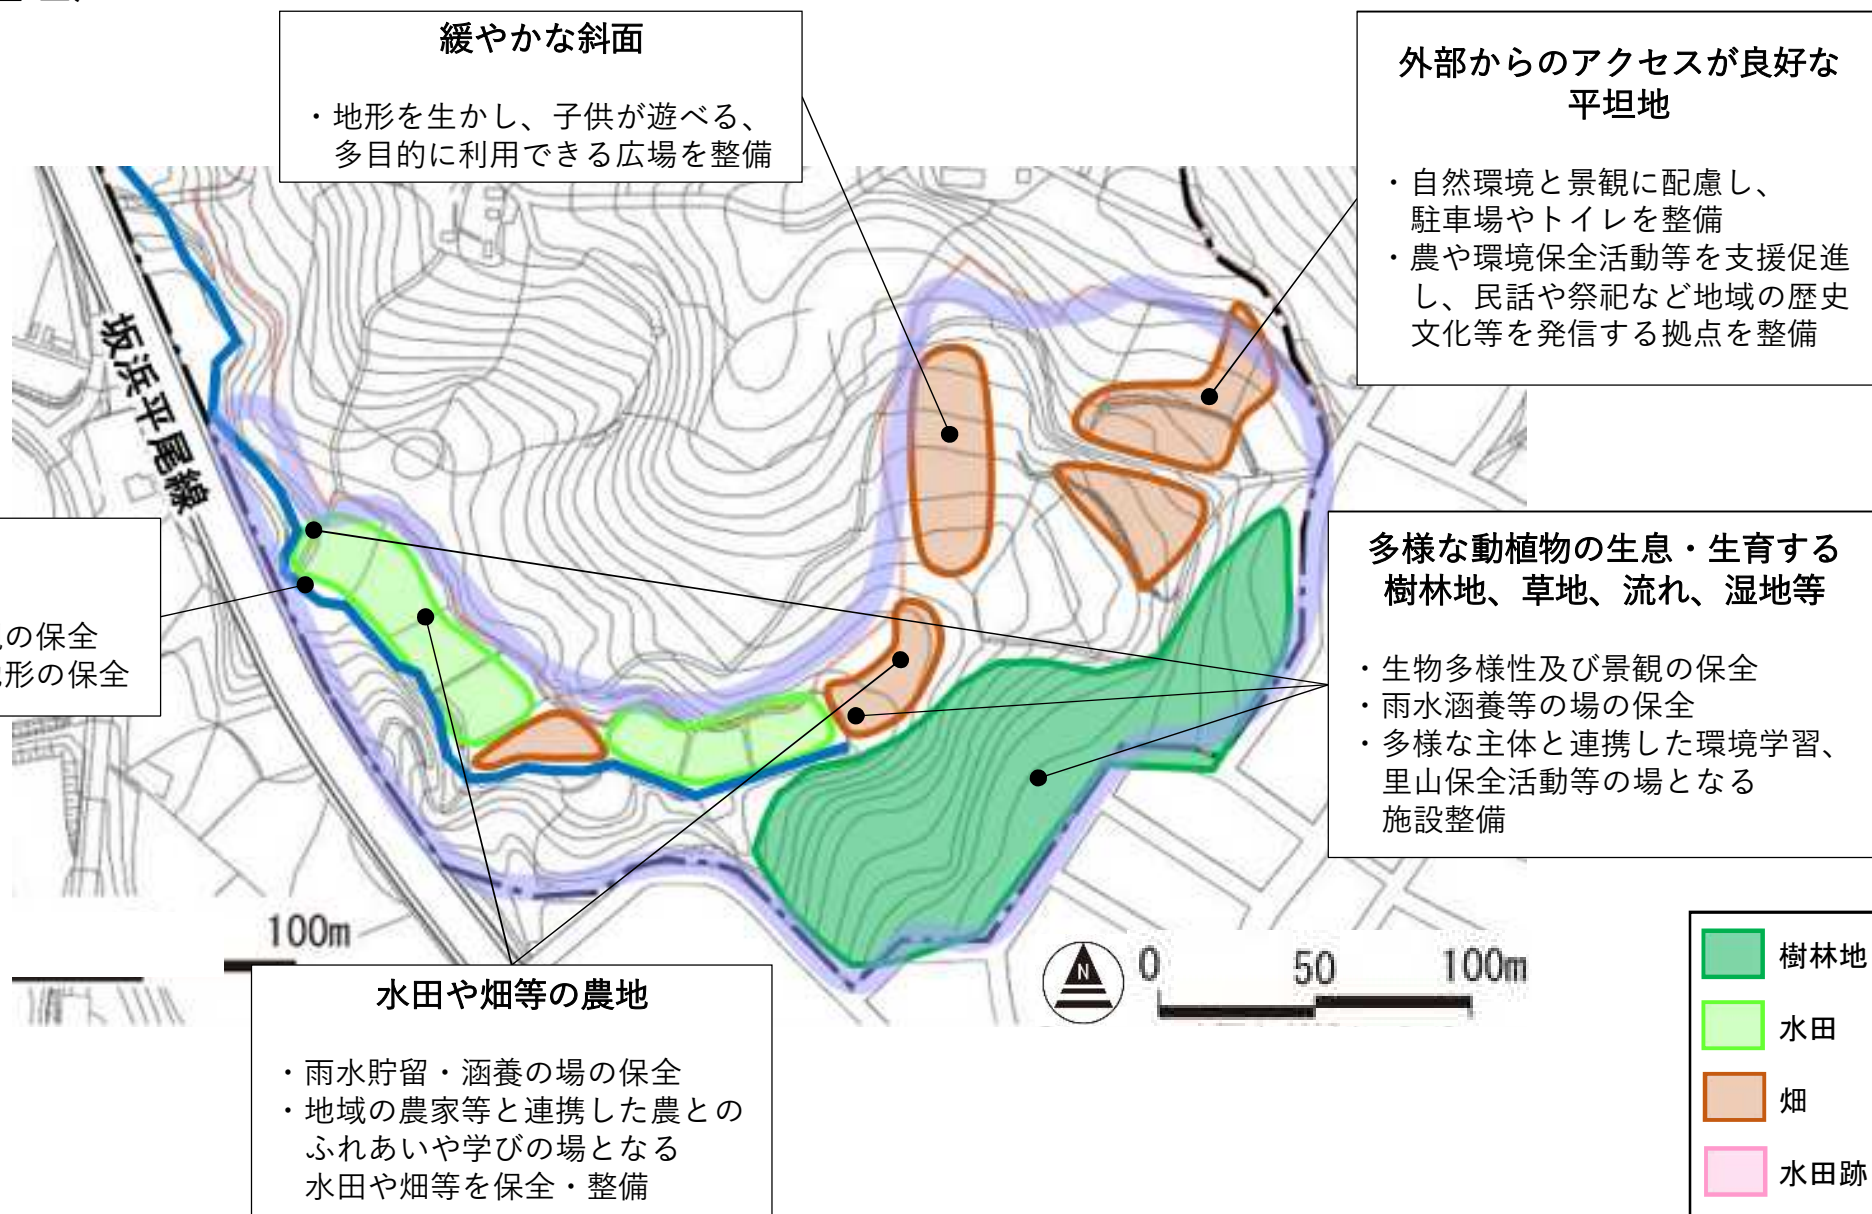 緩やかな斜面
・地形を生かし、子供が遊べる、
多目的に利用できる広場を整備
外部からのアクセスが良好な
平坦地
・自然環境と景観に配慮し、
駐車場やトイレを整備
・農や環境保全活動等を支援促進
し、民話や祭祀など地域の歴史
文化等を発信する拠点を整備
坂浜平尾線
の保全
形の保全
多様な動植物の生息・生育する
樹林地、草地、流れ、湿地等
・生物多様性及び景観の保全
・雨水涵養等の場の保全
・多様な主体と連携した環境学習、
里山保全活動等の場となる
施設整備
100m
N
0 50 100m
水田や畑等の農地
・雨水貯留・涵養の場の保全
・地域の農家等と連携した農との
ふれあいや学びの場となる
水田や畑等を保全・整備
樹林地
水田
畑
水田跡